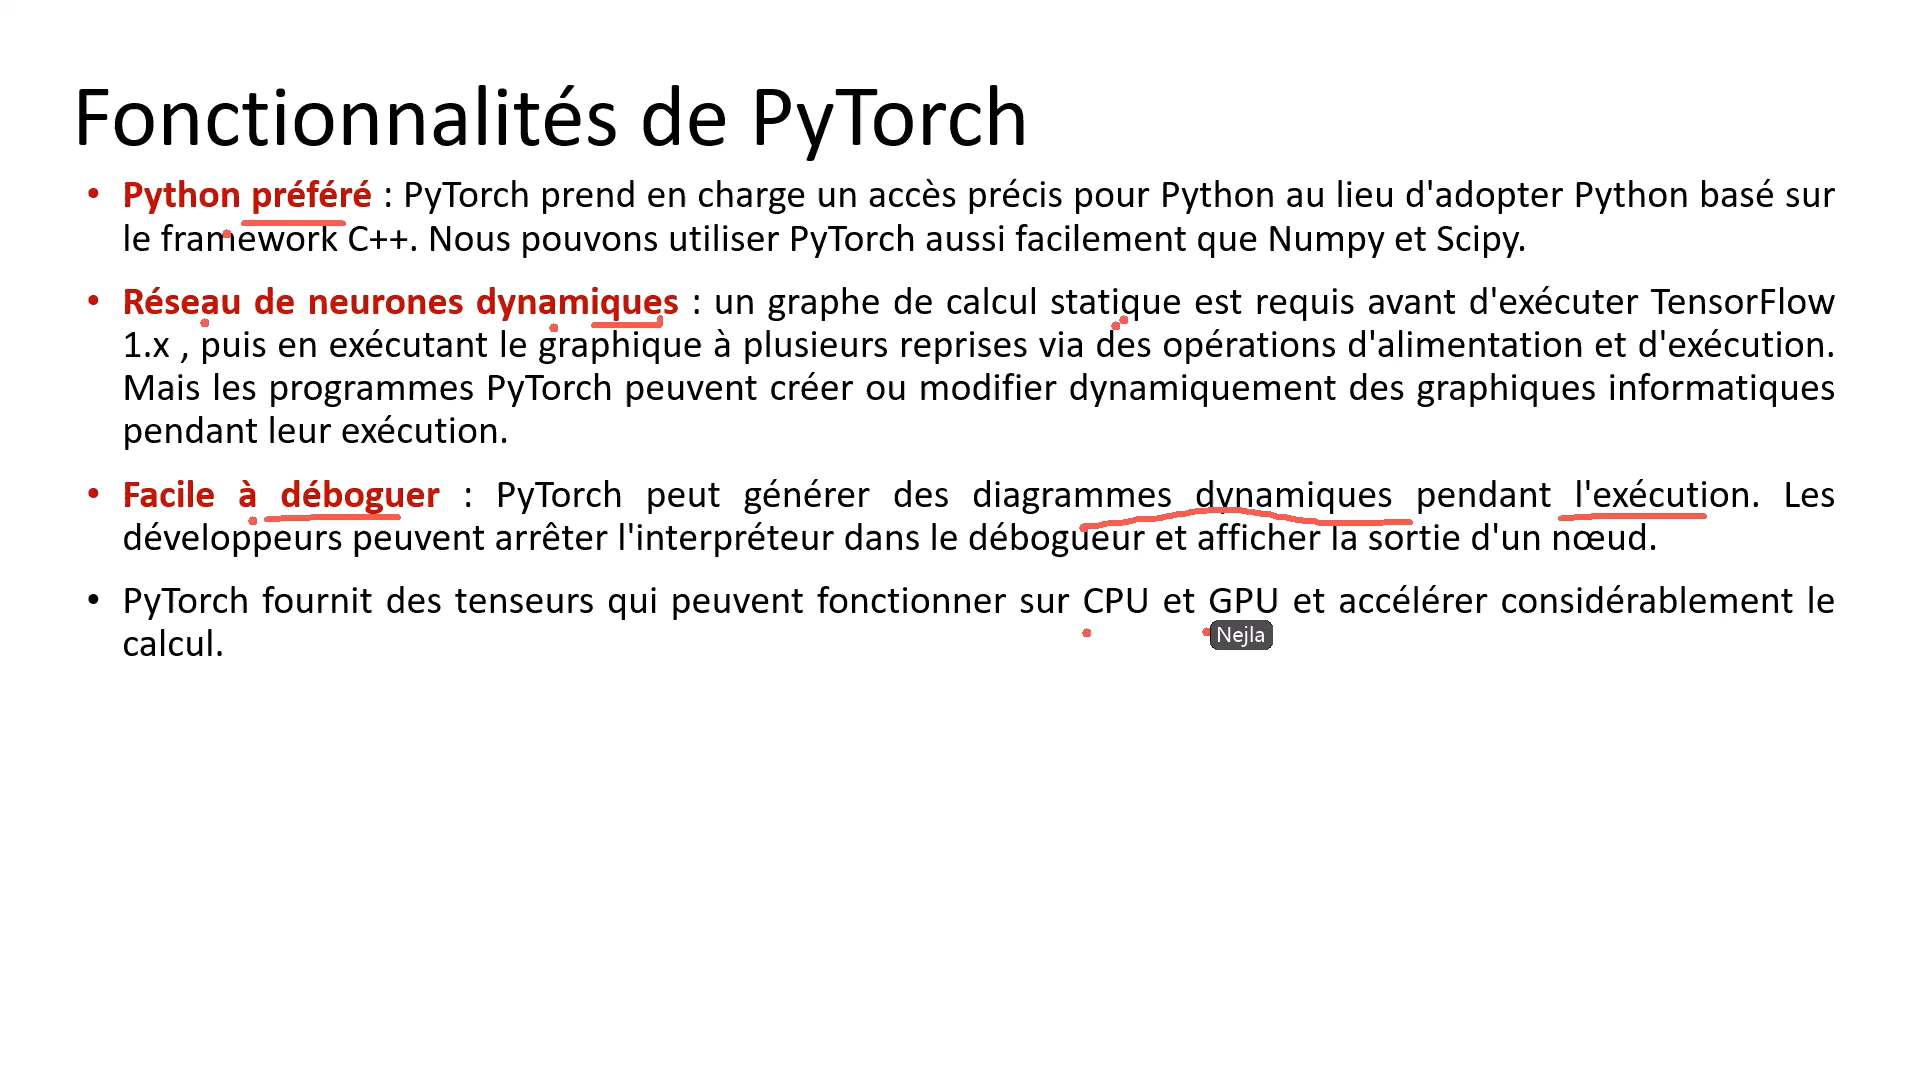 Fonctionnalités de PyTorch
• Python préféré : PyTorch prend en charge un accès précis pour Python au lieu d'adopter Python basé sur
le framework C++. Nous pouvons utiliser PyTorch aussi facilement que Numpy et Scipy.
• Réseau de neurones dynamiques : un graphe de calcul statique est requis avant d'exécuter TensorFlow
1.x , puis en exécutant le graphique à plusieurs reprises via des opérations d'alimentation et d'exécution.
Mais les programmes PyTorch peuvent créer ou modifier dynamiquement des graphiques informatiques
pendant leur exécution.
• Facile à déboguer : PyTorch peut générer des diagrammes dynamiques pendant l'exécution. Les
développeurs peuvent arrêter l'interpréteur dans le débogueur et afficher la sortie d'un nœud.
• PyTorch fournit des tenseurs qui peuvent fonctionner sur CPU et GPU et accélérer considérablement le
calcul.
Nejla